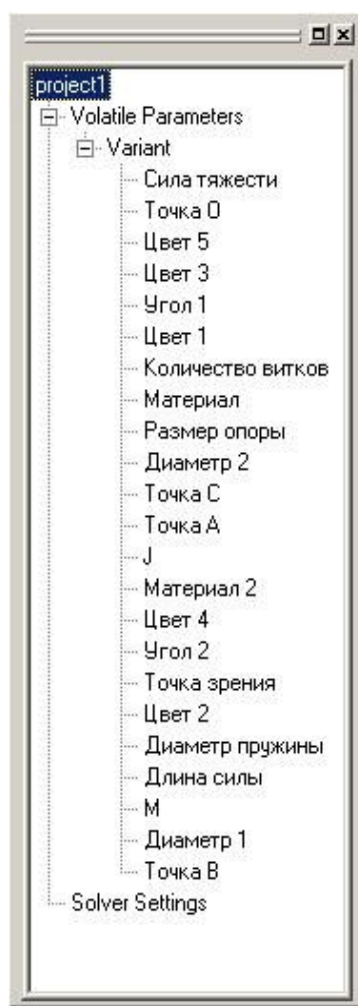 project1
Volatile Parameters
Variant
Сила тяжести
Точка О
Цвет 5
Цвет 3
Угол 1
Цвет 1
Количество витков
Материал
Размер опоры
Диаметр 2
Точка С
Точка А
J
Материал 2
Цвет 4
Угол 2
Точка зрения
Цвет 2
Диаметр пружины
Длина силы
М
Диаметр 1
Точка В
Solver Settings